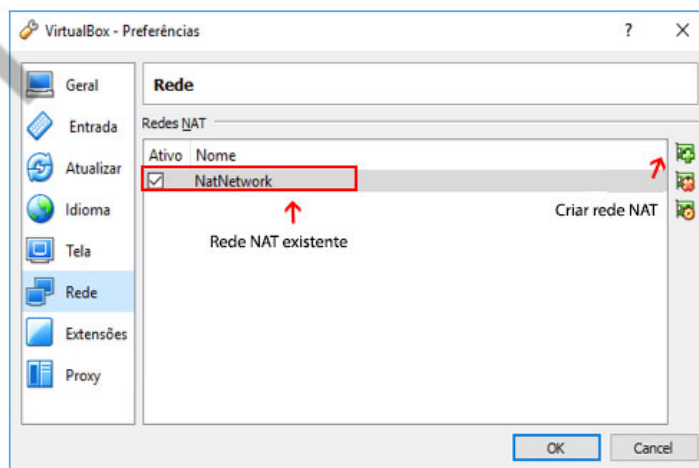 VirtualBox - Preferências
?
Geral
Entrada
Atualizar
Idioma
Tela
Rede
Extensões
Proxy
Rede
Redes NAT
Ativo Nome
NatNetwork
Rede NAT existente
Criar rede NAT
OK Cancel